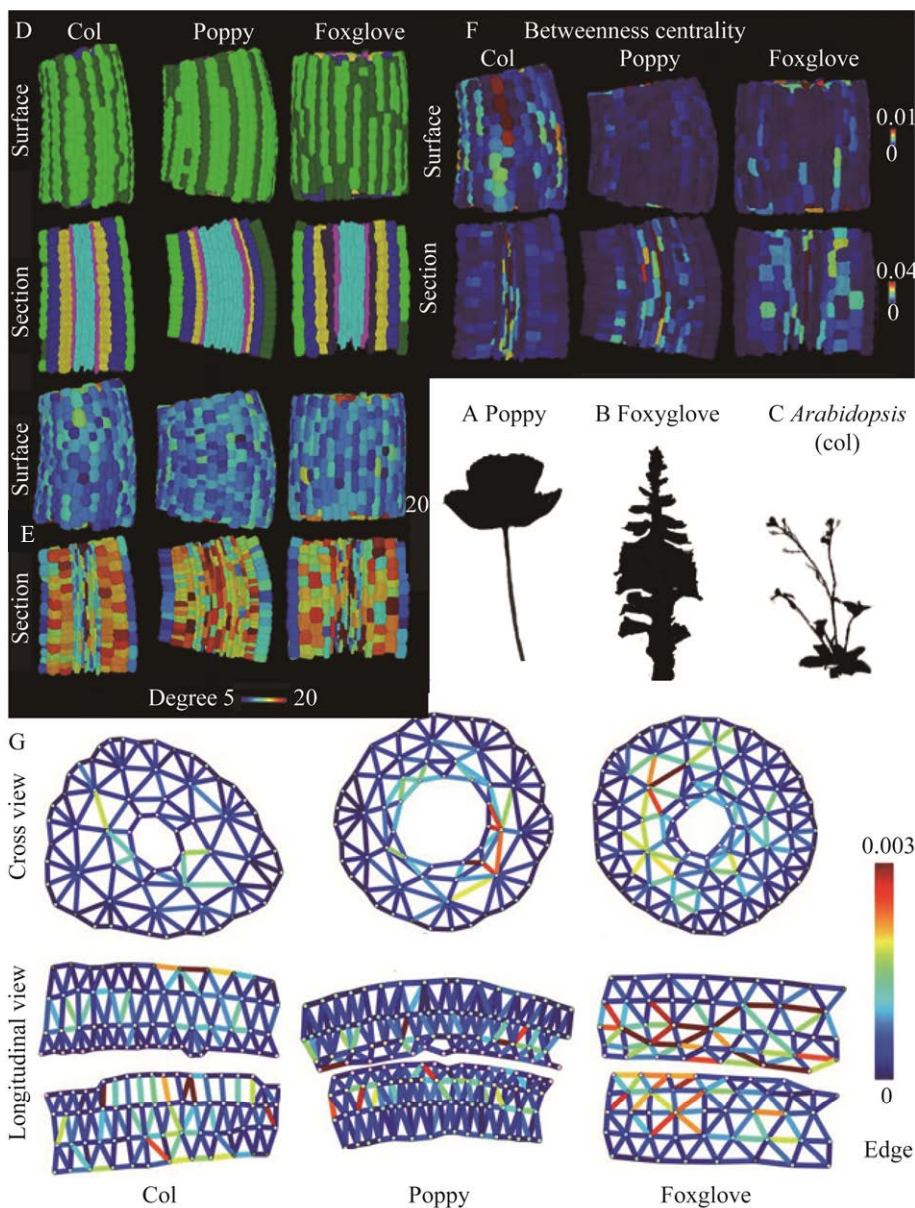 D Col Poppy Foxglove
Surface
Section
Surface
20
E
Section
Degree 5 20
F Betweenness centrality
Col Poppy Foxglove
Surface
0.01
0
Section
0.04
0
A Poppy B Foxyglove C Arabidopsis
(col)
G
Cross view
Longitudinal view
0.003
0
Edge
Col Poppy Foxglove